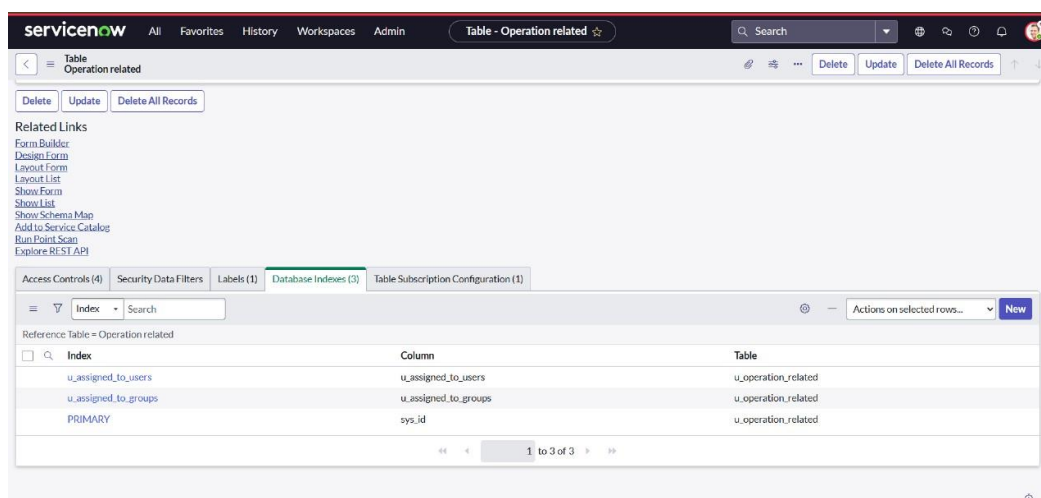 servicenow All Favorites History Workspaces Admin Table - Operation related Search
Table
Operation related
Delete Update Delete All Records
Delete Update Delete All Records
Related Links
Form Builder
Design Form
Layout Form
Layout List
Show Form
Show List
Show Schema Map
Add to Service Catalog
Run Point Scan
Explore REST API
Access Controls (4) Security Data Filters Labels (1) Database Indexes (3) Table Subscription Configuration (1)
Index Search Actions on selected rows... New
Reference Table = Operation related
Index Column Table
u_assigned_to_users u_assigned_to_users u_operation_related
u_assigned_to_groups u_assigned_to_groups u_operation_related
PRIMARY sys_id u_operation_related
1 to 3 of 3